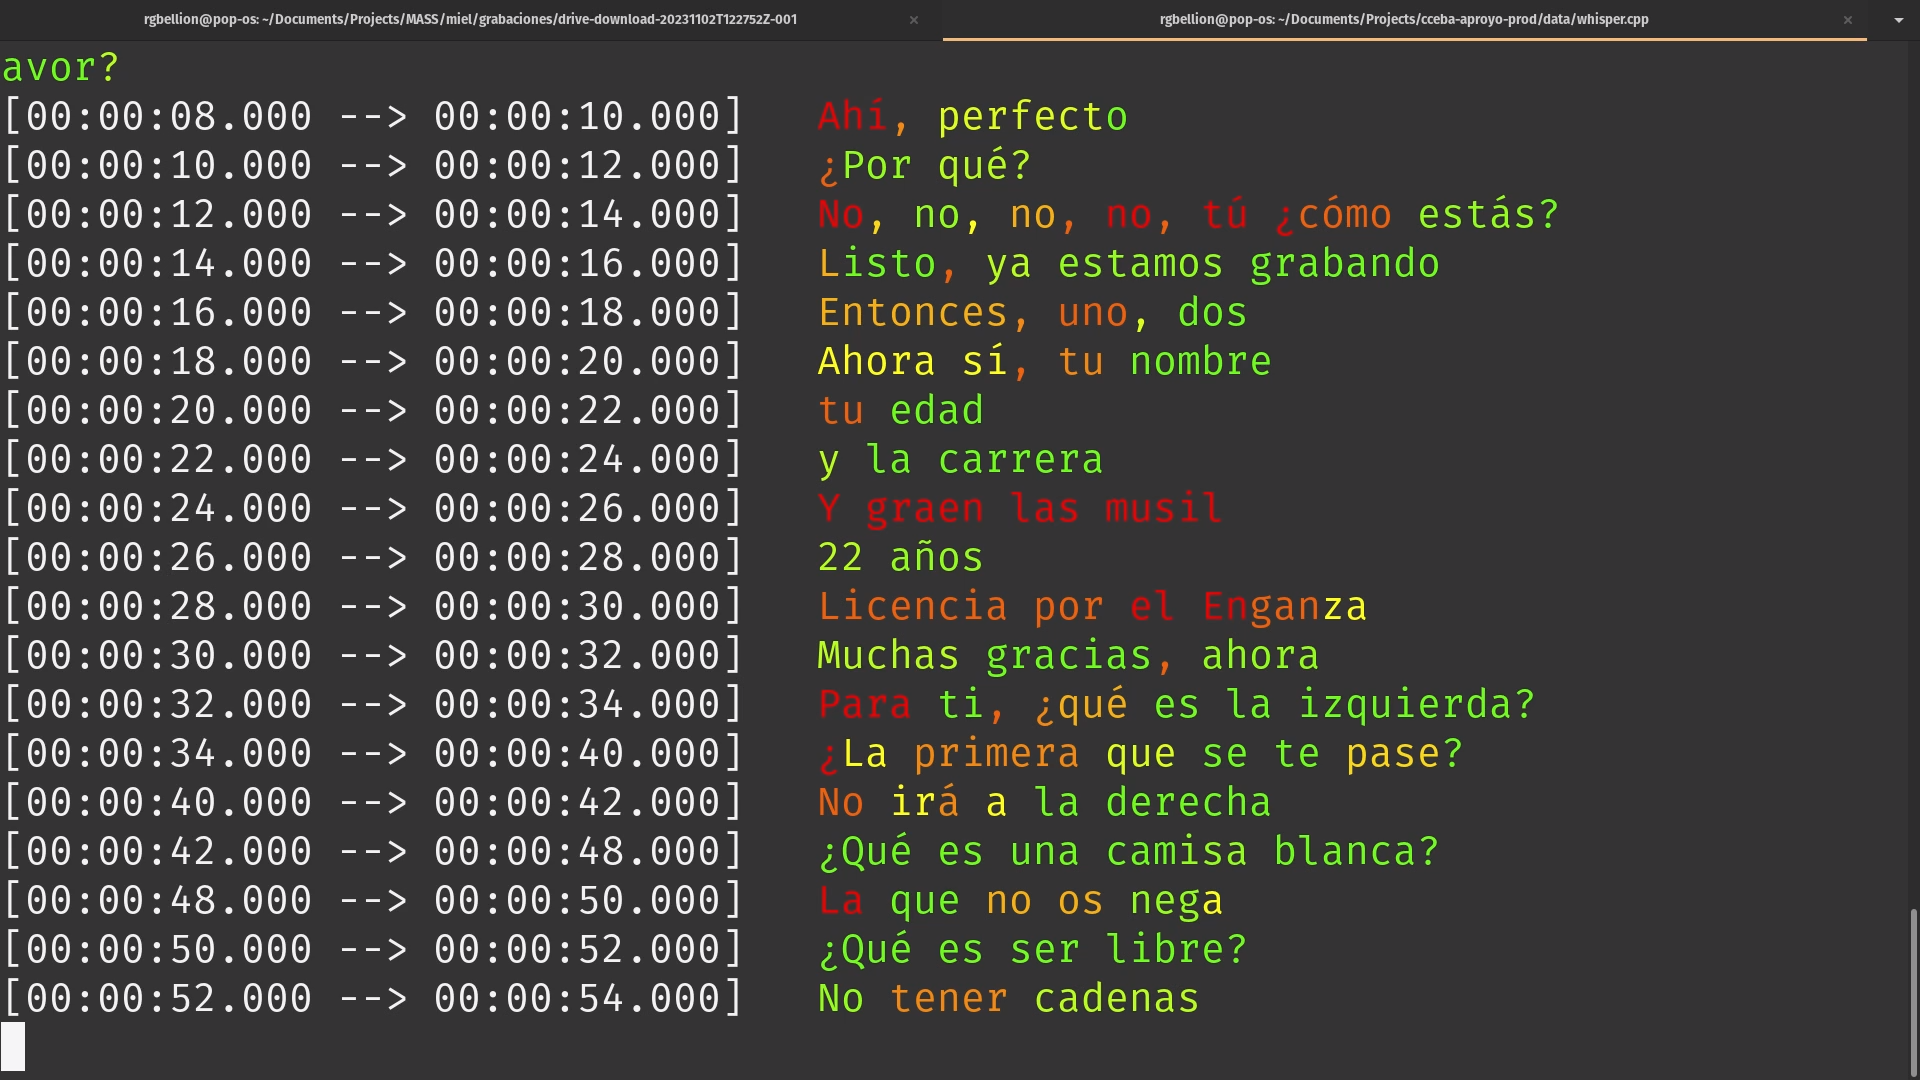 rgbellion@pop-os: ~/Documents/Projects/MASS/miel/grabaciones/drive-download-20231102T122752Z-001 × rgbellion@pop-os: ~/Documents/Projects/cceba-aproyo-prod/data/whisper.cpp ×
avor?
[00:00:08.000 --> 00:00:10.000] Ahí, perfecto
[00:00:10.000 --> 00:00:12.000] ¿Por qué?
[00:00:12.000 --> 00:00:14.000] No, no, no, no, tú ¿cómo estás?
[00:00:14.000 --> 00:00:16.000] Listo, ya estamos grabando
[00:00:16.000 --> 00:00:18.000] Entonces, uno, dos
[00:00:18.000 --> 00:00:20.000] Ahora sí, tu nombre
[00:00:20.000 --> 00:00:22.000] tu edad
[00:00:22.000 --> 00:00:24.000] y la carrera
[00:00:24.000 --> 00:00:26.000] Y graen las musil
[00:00:26.000 --> 00:00:28.000] 22 años
[00:00:28.000 --> 00:00:30.000] Licencia por el Enganza
[00:00:30.000 --> 00:00:32.000] Muchas gracias, ahora
[00:00:32.000 --> 00:00:34.000] Para ti, ¿qué es la izquierda?
[00:00:34.000 --> 00:00:40.000] ¿La primera que se te pase?
[00:00:40.000 --> 00:00:42.000] No irá a la derecha
[00:00:42.000 --> 00:00:48.000] ¿Qué es una camisa blanca?
[00:00:48.000 --> 00:00:50.000] La que no os nega
[00:00:50.000 --> 00:00:52.000] ¿Qué es ser libre?
[00:00:52.000 --> 00:00:54.000] No tener cadenas